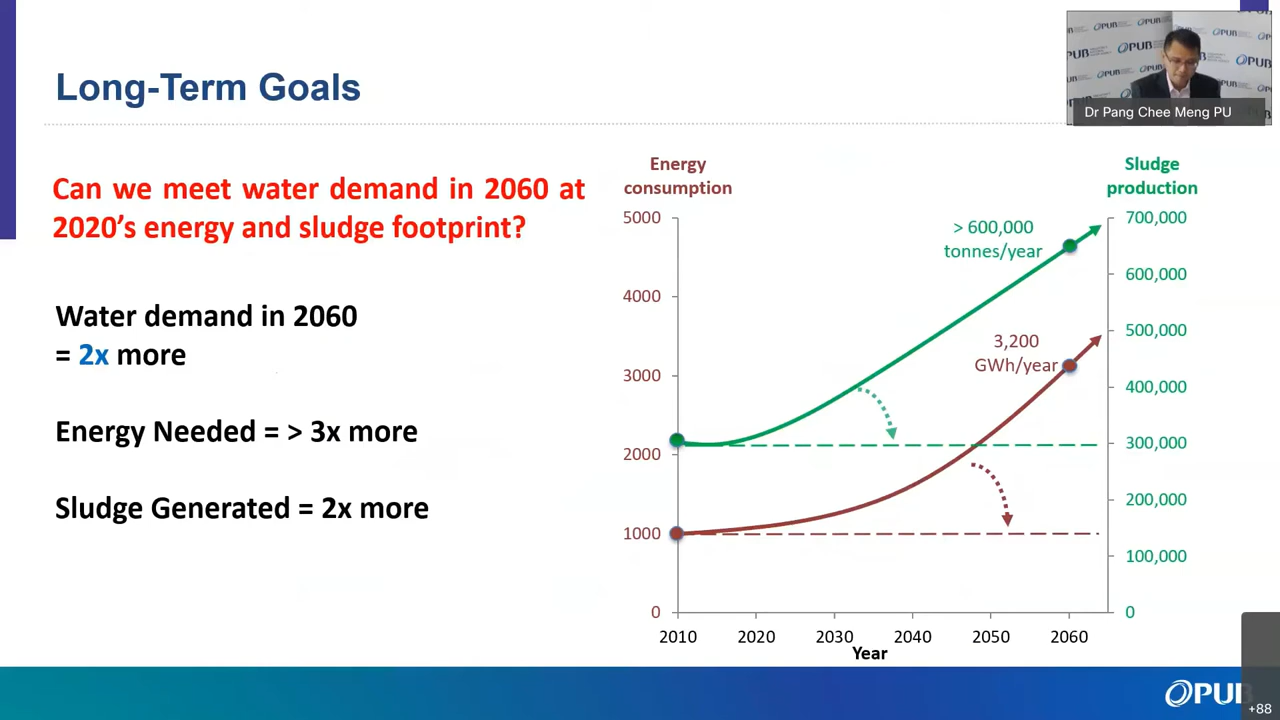 Long-Term Goals
Dr Pang Chee Meng PU
Can we meet water demand in 2060 at
2020’s energy and sludge footprint?
Water demand in 2060
= 2x more
Energy Needed = > 3x more
Sludge Generated = 2x more
Energy
consumption
5000
4000
3000
2000
1000
0
> 600,000
tonnes/year
3,200
GWh/year
Sludge
production
700,000
600,000
500,000
400,000
300,000
200,000
100,000
0
2010 2020 2030 2040 2050 2060
Year
PUB
+88